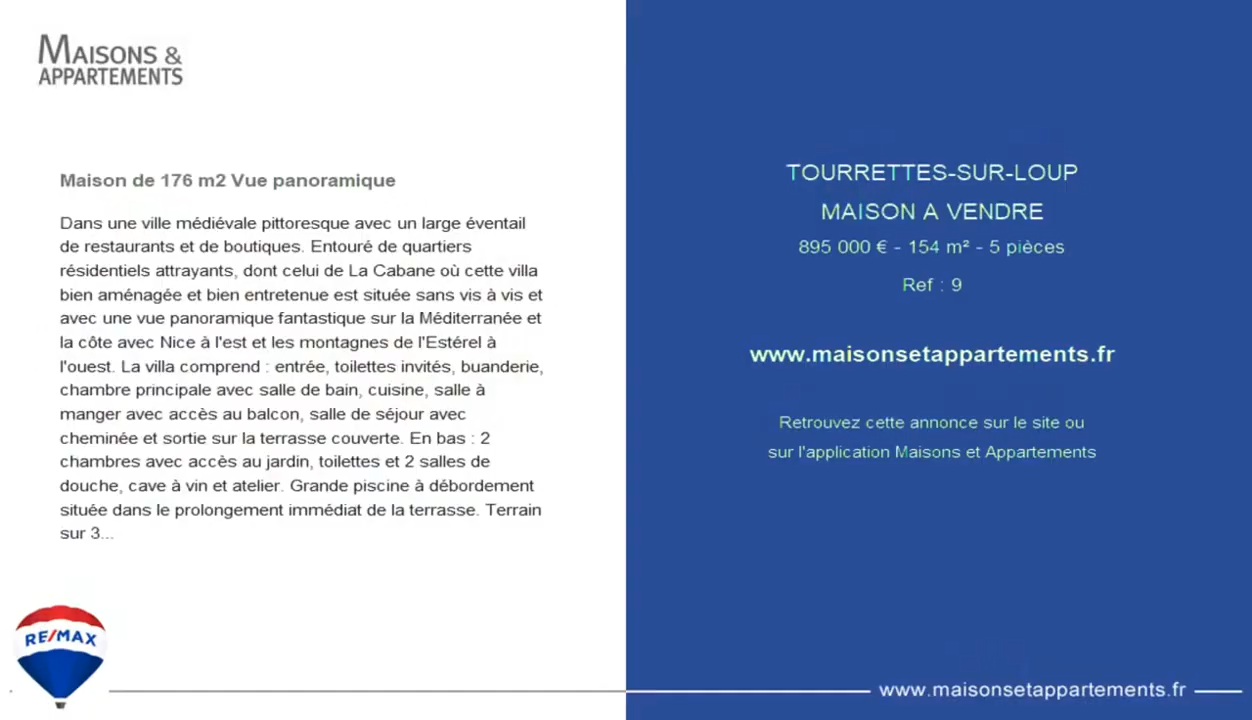 MAISONS &
APPARTEMENTS
Maison de 176 m2 Vue panoramique
Dans une ville médiévale pittoresque avec un large éventail
de restaurants et de boutiques. Entouré de quartiers
résidentiels attrayants, dont celui de La Cabane où cette villa
bien aménagée et bien entretenue est située sans vis à vis et
avec une vue panoramique fantastique sur la Méditerranée et
la côte avec Nice à l'est et les montagnes de l'Estérel à
l'ouest. La villa comprend : entrée, toilettes invités, buanderie,
chambre principale avec salle de bain, cuisine, salle à
manger avec accès au balcon, salle de séjour avec
cheminée et sortie sur la terrasse couverte. En bas : 2
chambres avec accès au jardin, toilettes et 2 salles de
douche, cave à vin et atelier. Grande piscine à débordement
située dans le prolongement immédiat de la terrasse. Terrain
sur 3...
RE/MAX
TOURRETTES-SUR-LOUP
MAISON A VENDRE
895 000 € - 154 m² - 5 pièces
Ref : 9
www.maisonsetappartements.fr
Retrouvez cette annonce sur le site ou
sur l'application Maisons et Appartements
www.maisonsetappartements.fr